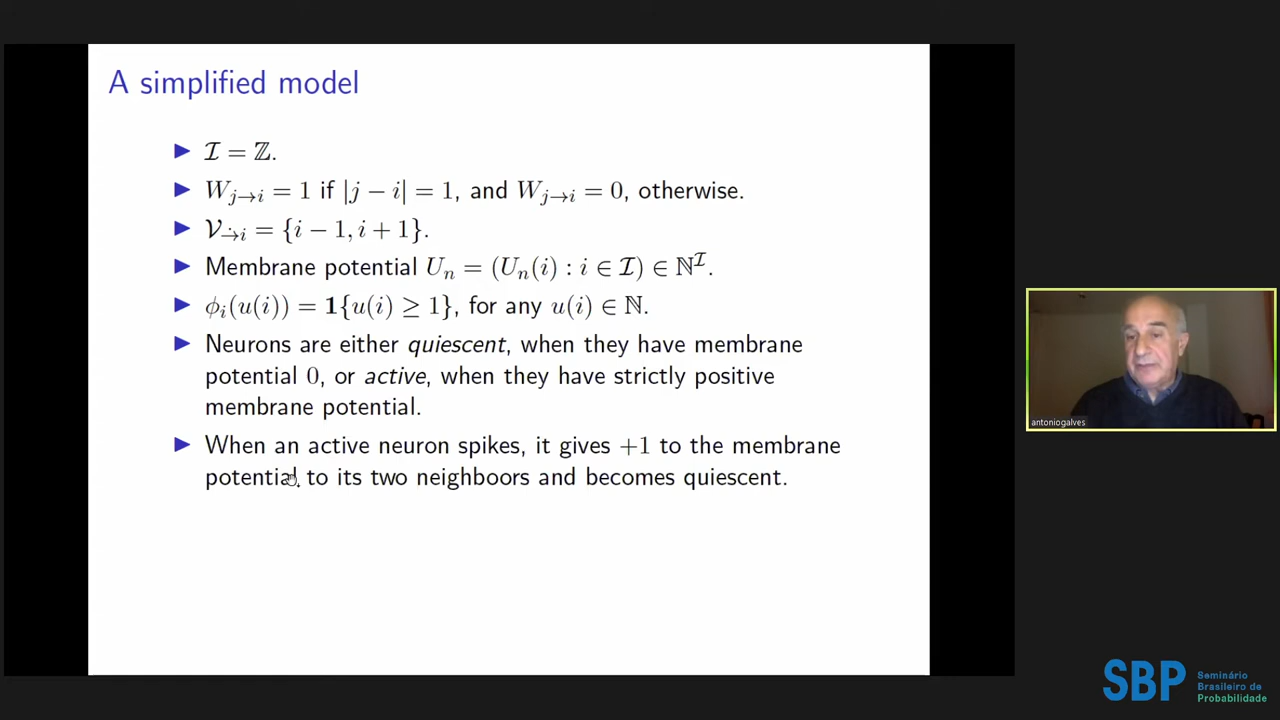 A simplified model
▶ ℐ = ℤ.
▶ W_{j→i} = 1 if |j − i| = 1, and W_{j→i} = 0, otherwise.
▶ 𝒱_{·→i} = {i − 1, i + 1}.
▶ Membrane potential U_n = (U_n(i) : i ∈ ℐ) ∈ ℕ^ℐ.
▶ ϕ_i(u(i)) = 𝟏{u(i) ≥ 1}, for any u(i) ∈ ℕ.
▶ Neurons are either quiescent, when they have membrane
potential 0, or active, when they have strictly positive
membrane potential.
▶ When an active neuron spikes, it gives +1 to the membrane
potential to its two neighboors and becomes quiescent.
antoniogalves
SBP
Seminário
Brasileiro de
Probabilidade